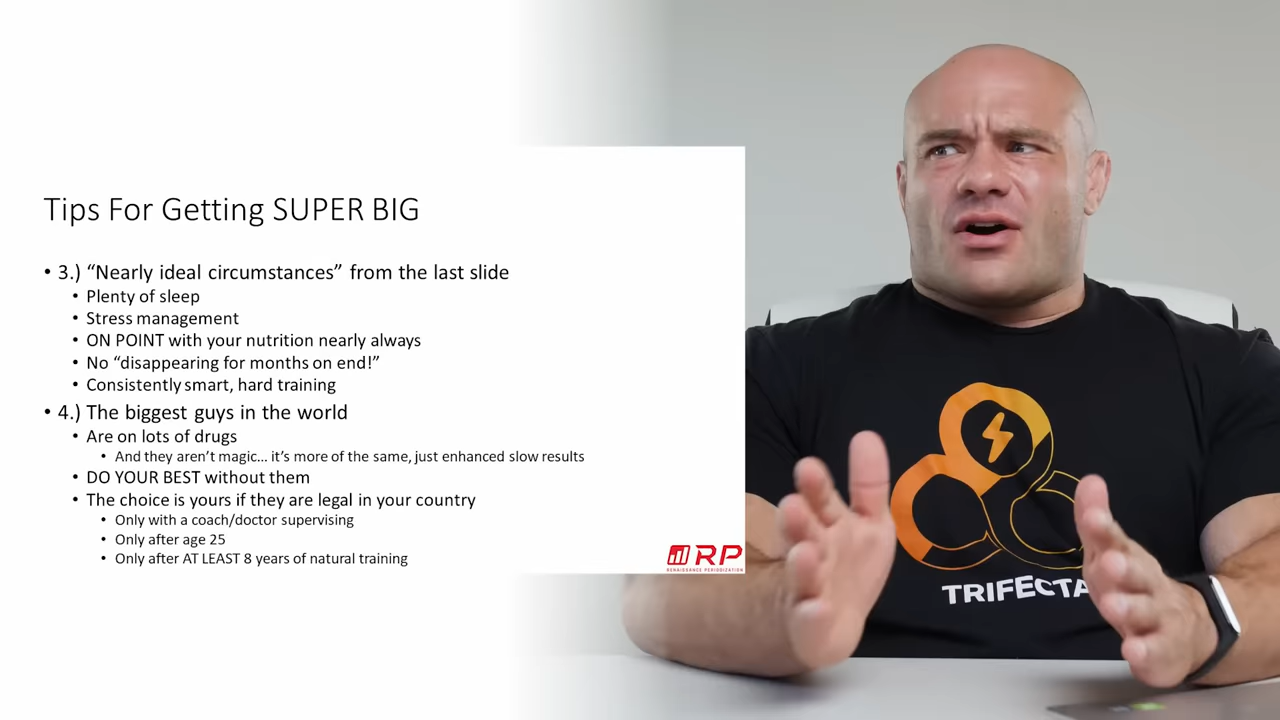 Tips For Getting SUPER BIG
• 3.) “Nearly ideal circumstances” from the last slide
• Plenty of sleep
• Stress management
• ON POINT with your nutrition nearly always
• No “disappearing for months on end!”
• Consistently smart, hard training
• 4.) The biggest guys in the world
• Are on lots of drugs
• And they aren’t magic... it’s more of the same, just enhanced slow results
• DO YOUR BEST without them
• The choice is yours if they are legal in your country
• Only with a coach/doctor supervising
• Only after age 25
• Only after AT LEAST 8 years of natural training
RP
RENAISSANCE PERIODIZATION
TRIFECTA